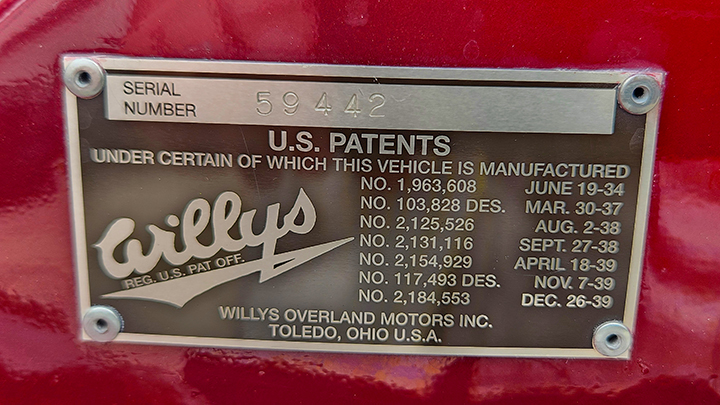 SERIAL
NUMBER 59442
U.S. PATENTS
UNDER CERTAIN OF WHICH THIS VEHICLE IS MANUFACTURED
NO. 1,963,608 JUNE 19-34
NO. 103,828 DES. MAR. 30-37
NO. 2,125,526 AUG. 2-38
NO. 2,131,116 SEPT. 27-38
NO. 2,154,929 APRIL 18-39
NO. 117,493 DES. NOV. 7-39
NO. 2,184,553 DEC. 26-39
Willys
REG. U.S. PAT OFF.
WILLYS OVERLAND MOTORS INC.
TOLEDO, OHIO U.S.A.